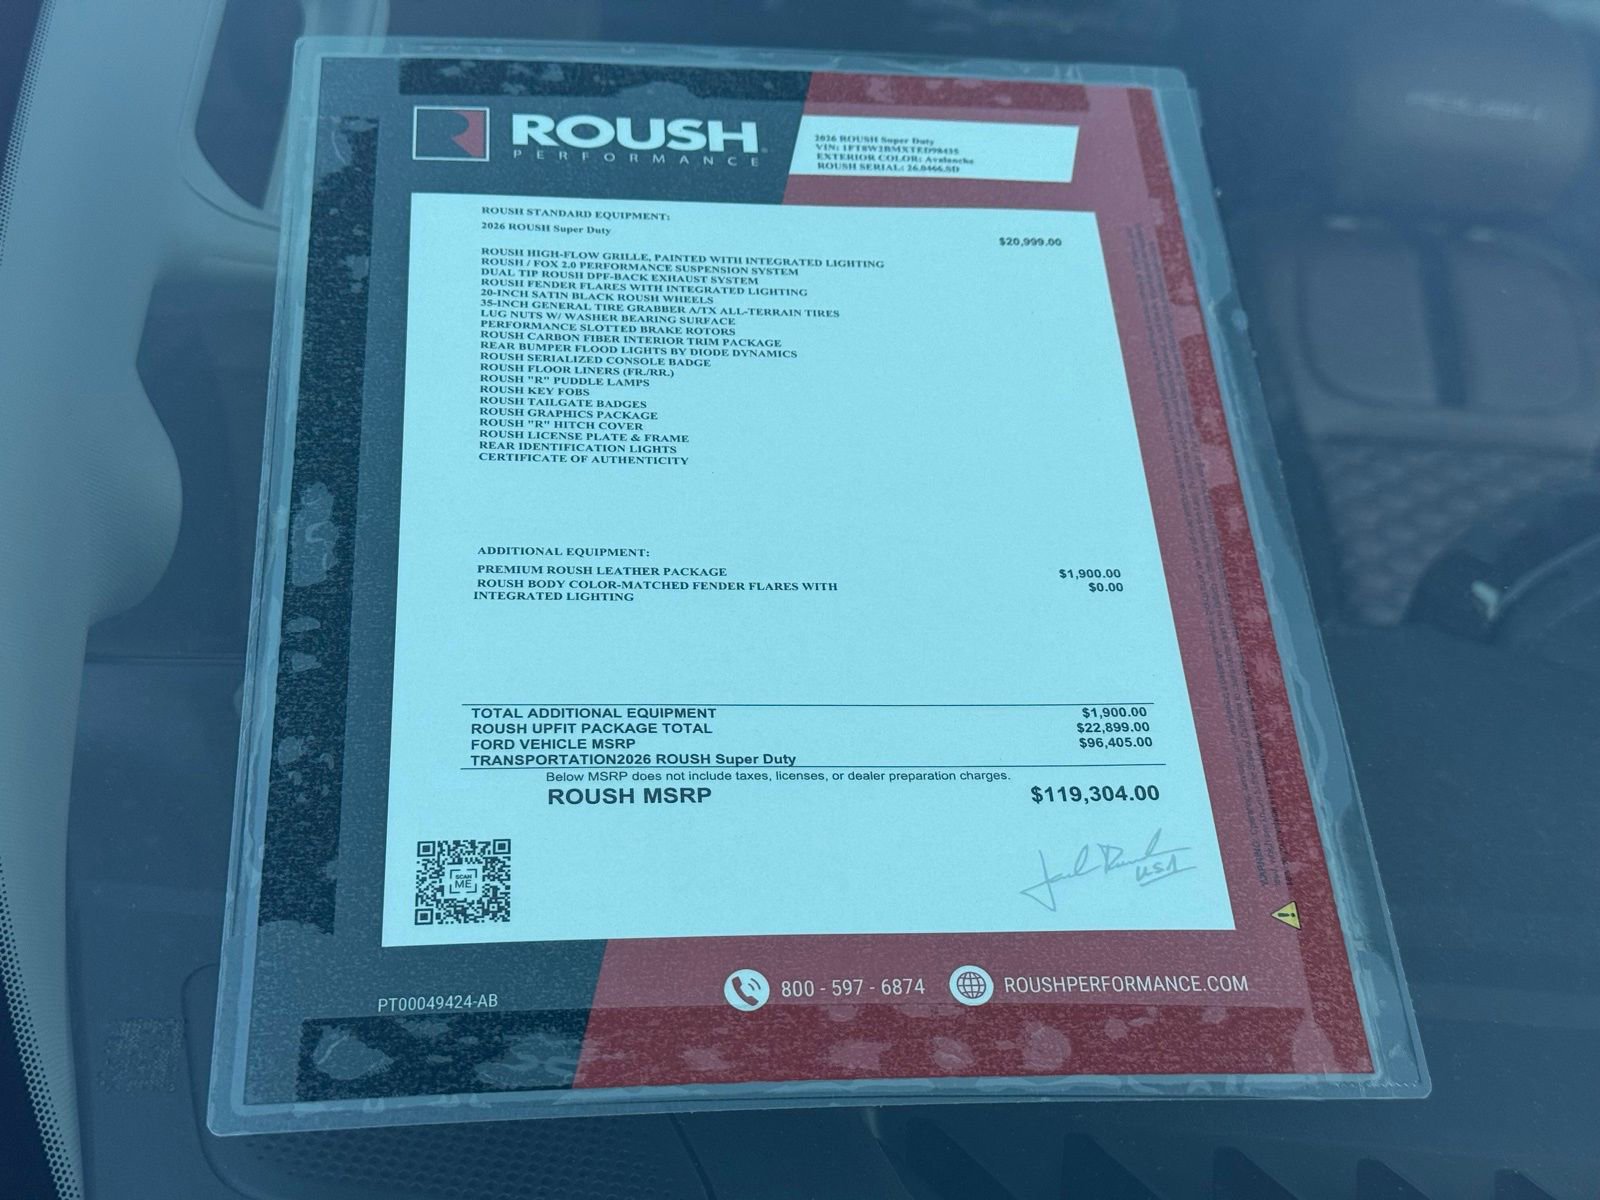 ROUSH
PERFORMANCE
2026 ROUSH Super Duty
VIN: 1FT8W2BMXTED98435
EXTERIOR COLOR: Avalanche
ROUSH SERIAL: 26.0466.SD
ROUSH STANDARD EQUIPMENT:
2026 ROUSH Super Duty
$20,999.00
ROUSH HIGH-FLOW GRILLE, PAINTED WITH INTEGRATED LIGHTING
ROUSH / FOX 2.0 PERFORMANCE SUSPENSION SYSTEM
DUAL TIP ROUSH DPF-BACK EXHAUST SYSTEM
ROUSH FENDER FLARES WITH INTEGRATED LIGHTING
20-INCH SATIN BLACK ROUSH WHEELS
35-INCH GENERAL TIRE GRABBER A/TX ALL-TERRAIN TIRES
LUG NUTS W/ WASHER BEARING SURFACE
PERFORMANCE SLOTTED BRAKE ROTORS
ROUSH CARBON FIBER INTERIOR TRIM PACKAGE
REAR BUMPER FLOOD LIGHTS BY DIODE DYNAMICS
ROUSH SERIALIZED CONSOLE BADGE
ROUSH FLOOR LINERS (FR./RR.)
ROUSH "R" PUDDLE LAMPS
ROUSH KEY FOBS
ROUSH TAILGATE BADGES
ROUSH GRAPHICS PACKAGE
ROUSH "R" HITCH COVER
ROUSH LICENSE PLATE & FRAME
REAR IDENTIFICATION LIGHTS
CERTIFICATE OF AUTHENTICITY
ADDITIONAL EQUIPMENT:
PREMIUM ROUSH LEATHER PACKAGE $1,900.00
ROUSH BODY COLOR-MATCHED FENDER FLARES WITH $0.00
INTEGRATED LIGHTING
TOTAL ADDITIONAL EQUIPMENT $1,900.00
ROUSH UPFIT PACKAGE TOTAL $22,899.00
FORD VEHICLE MSRP $96,405.00
TRANSPORTATION2026 ROUSH Super Duty
Below MSRP does not include taxes, licenses, or dealer preparation charges.
ROUSH MSRP $119,304.00
SCAN
ME
USA
PT00049424-AB
800 - 597 - 6874
ROUSHPERFORMANCE.COM